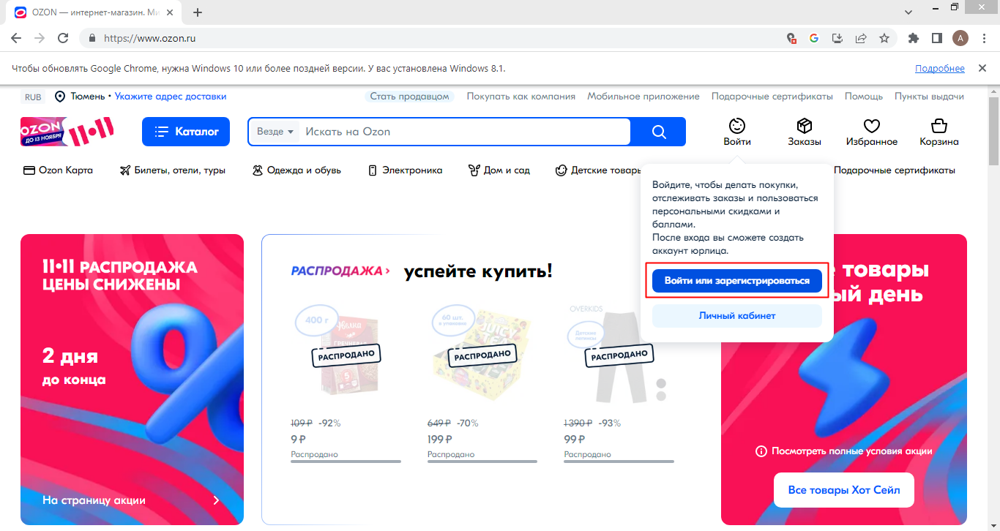 OZON — интернет-магазин. Ми
https://www.ozon.ru
A
Чтобы обновлять Google Chrome, нужна Windows 10 или более поздней версии. У вас установлена Windows 8.1.
Подробнее
RUB
Тюмень • Укажите адрес доставки
Стать продавцом
Покупать как компания
Мобильное приложение
Подарочные сертификаты
Помощь
Пункты выдачи
OZON
ДО 13 НОЯБРЯ
11•11
Каталог
Везде
Искать на Ozon
Войти
Заказы
Избранное
Корзина
Ozon Карта
Билеты, отели, туры
Одежда и обувь
Электроника
Дом и сад
Детские товары
Подарочные сертификаты
Войдите, чтобы делать покупки,
отслеживать заказы и пользоваться
персональными скидками и
баллами.
После входа вы сможете создать
аккаунт юрлица.
Войти или зарегистрироваться
Личный кабинет
11•11 РАСПРОДАЖА
ЦЕНЫ СНИЖЕНЫ
2 дня
до конца
На страницу акции
РАСПРОДАЖА
успейте купить!
400 г
Увелка
ГРЕЧНЕВАЯ
РАСПРОДАНО
109 ₽ -92%
9 ₽
Распродано
60 шт.
в упаковке
JUICY
TEA
РАСПРОДАНО
649 ₽ -70%
199 ₽
Распродано
OVERKIDS
Детские
легинсы
РАСПРОДАНО
1 390 ₽ -93%
99 ₽
Распродано
е товары
ый день
Посмотреть полные условия акции
Все товары Хот Сейл